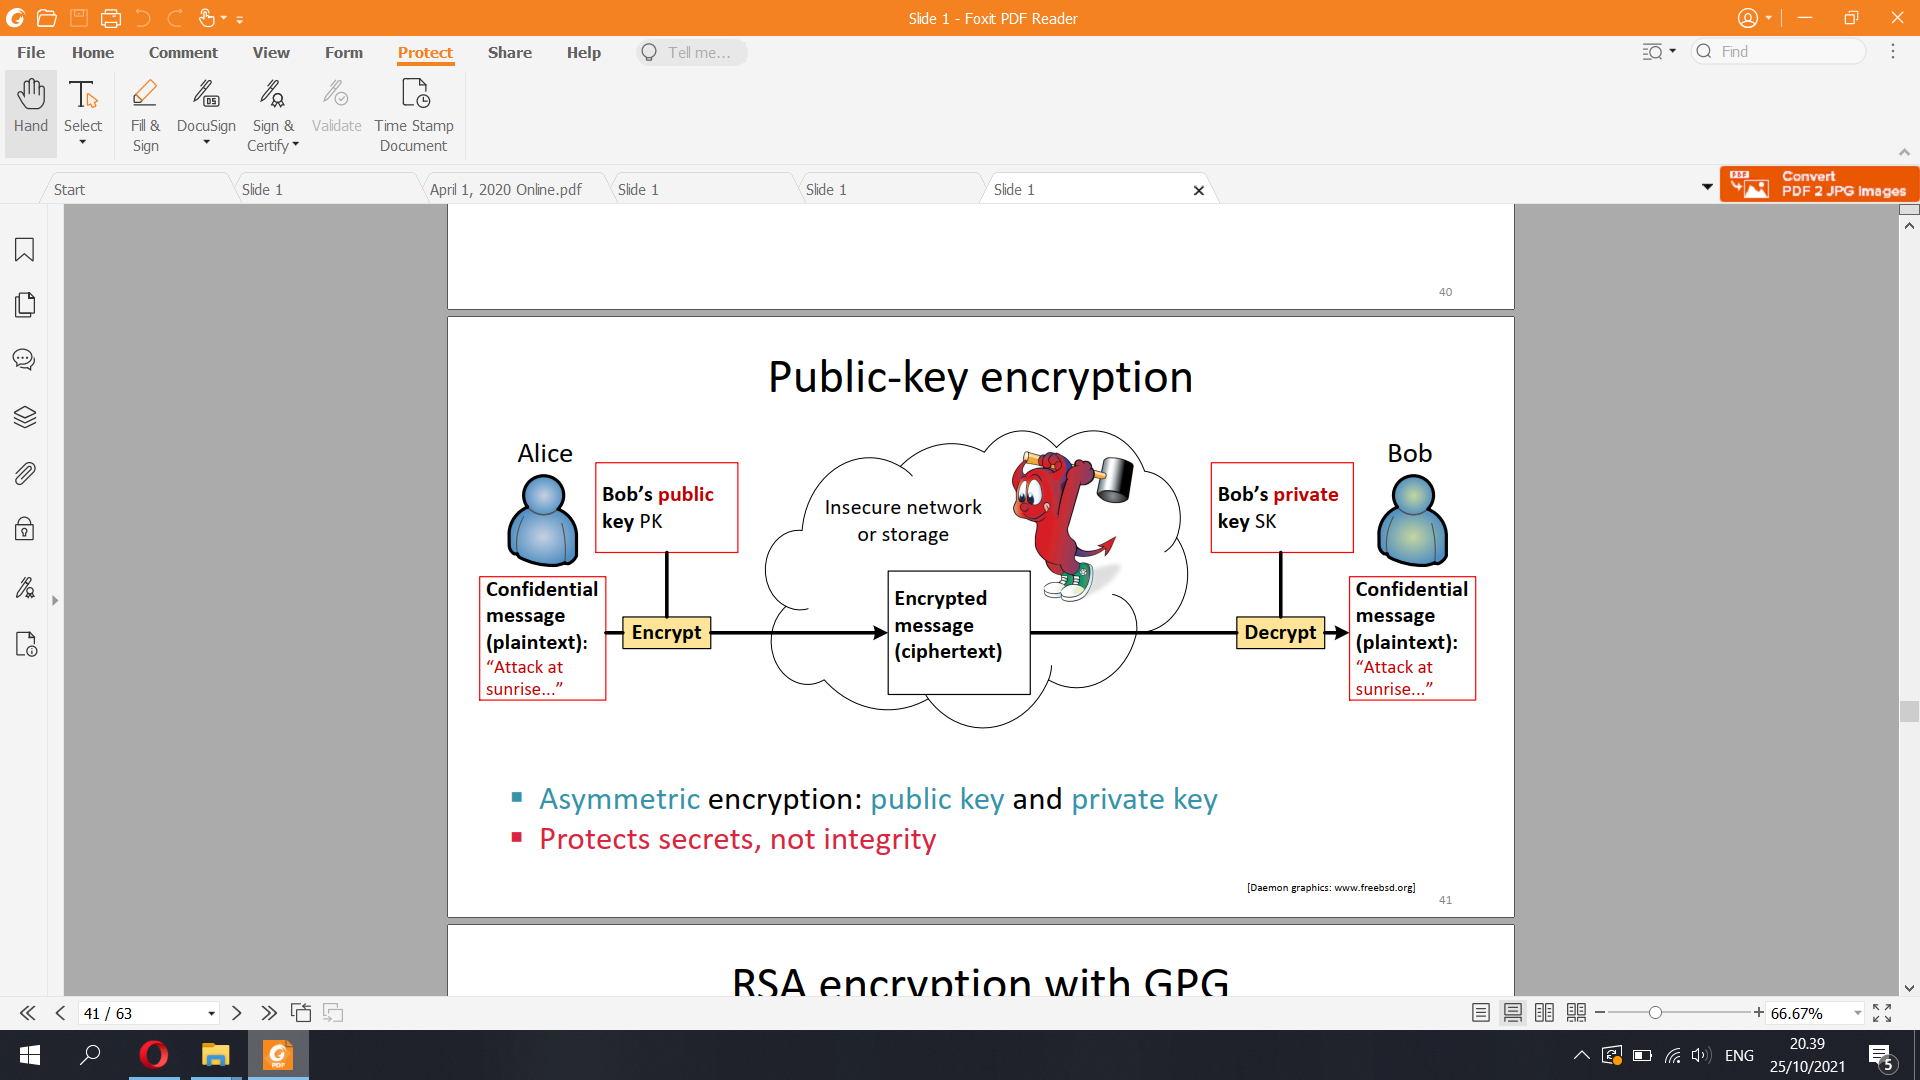 Slide 1 - Foxit PDF Reader
File Home Comment View Form Protect Share Help Tell me... Find
Hand Select Fill & Sign DocuSign Sign & Certify Validate Time Stamp Document
DS
Start Slide 1 April 1, 2020 Online.pdf Slide 1 Slide 1 Slide 1
PDF Convert
PDF 2 JPG Images
40
Public-key encryption
Alice
Bob's public
key PK
Confidential
message
(plaintext):
“Attack at
sunrise...”
Encrypt
Insecure network
or storage
Encrypted
message
(ciphertext)
Bob's private
key SK
Decrypt
Bob
Confidential
message
(plaintext):
“Attack at
sunrise...”
Asymmetric encryption: public key and private key
Protects secrets, not integrity
[Daemon graphics: www.freebsd.org]
41
RSA encryption with GPG
41 / 63
66.67%
PDF
ENG
20.39
25/10/2021
5